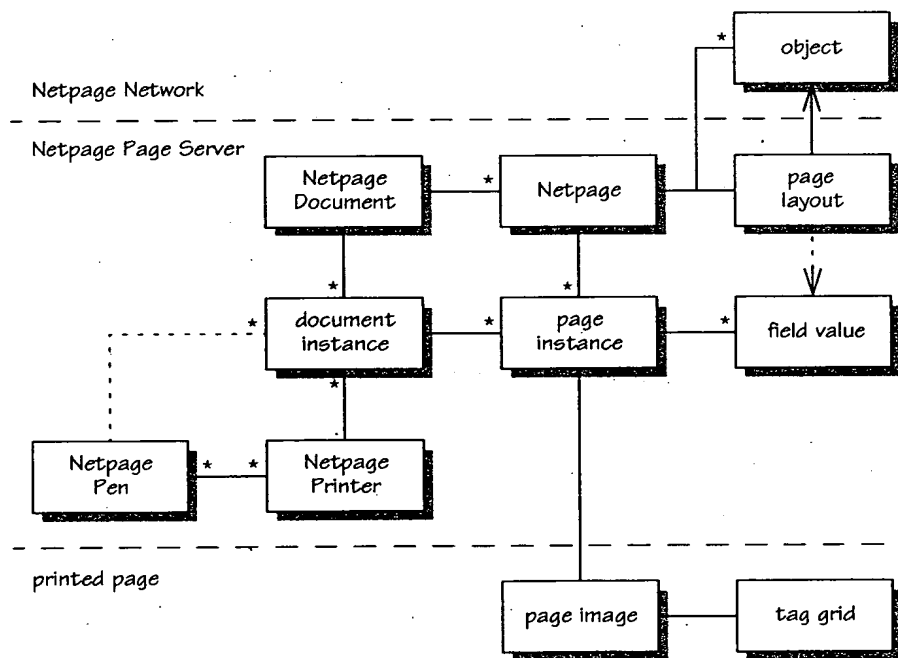 *
object
Netpage Network
Netpage Page Server
Netpage
Document
*
Netpage
page
layout
*
*
*
document
instance
*
page
instance
*
field value
*
Netpage
Pen
*
*
Netpage
Printer
printed page
page image
tag grid